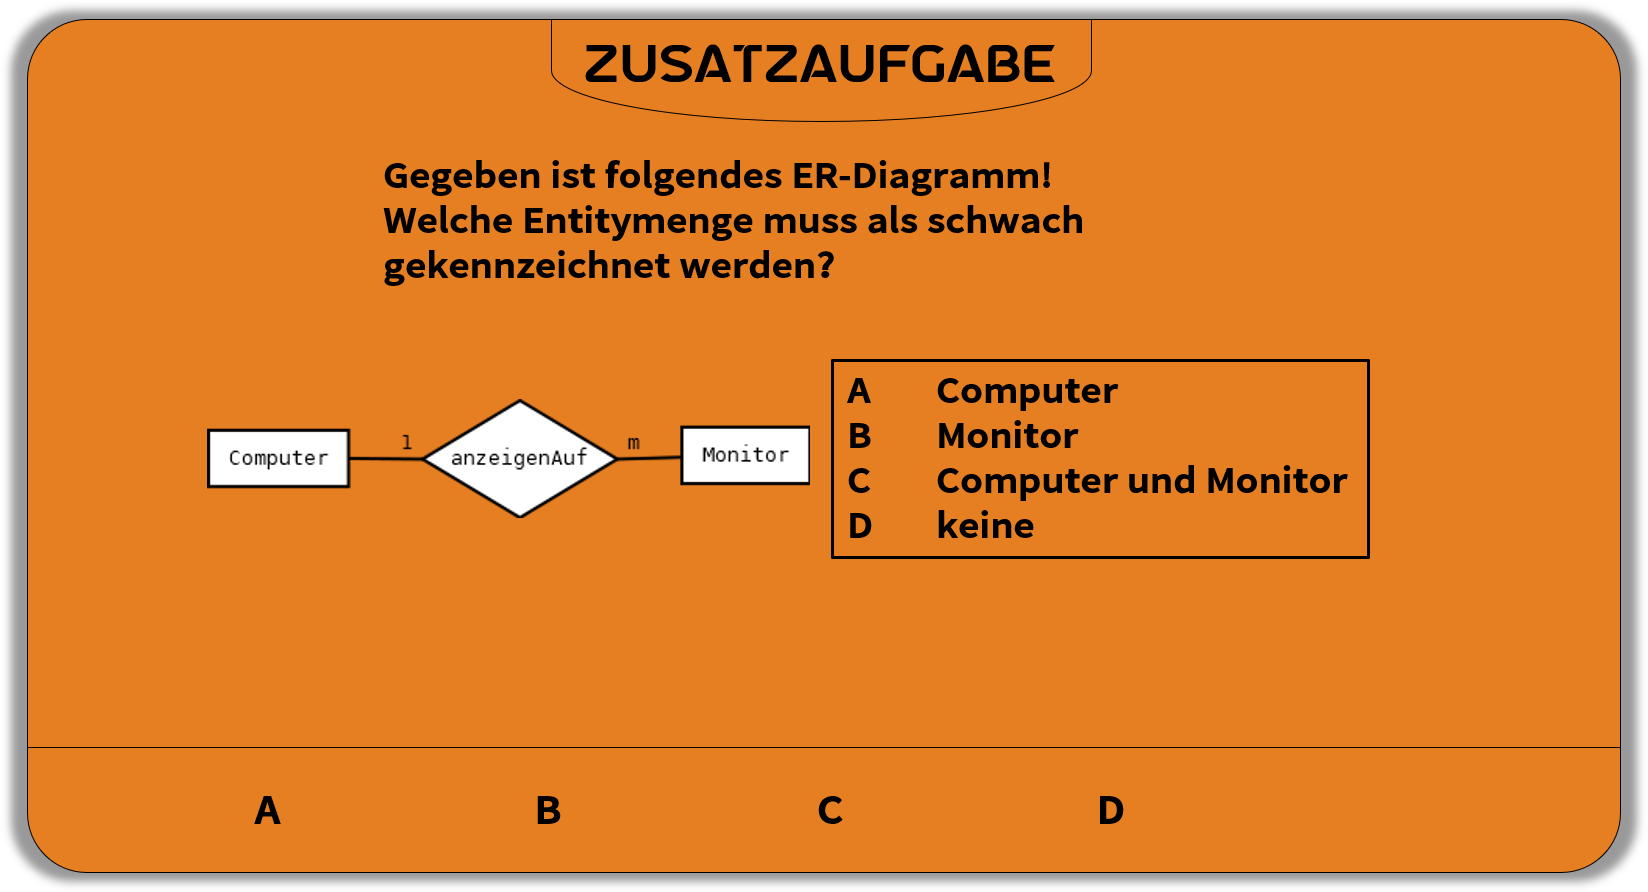 ZUSATZAUFGABE
Gegeben ist folgendes ER-Diagramm!
Welche Entitymenge muss als schwach
gekennzeichnet werden?
Computer 1 anzeigenAuf m Monitor
A Computer
B Monitor
C Computer und Monitor
D keine
A B C D